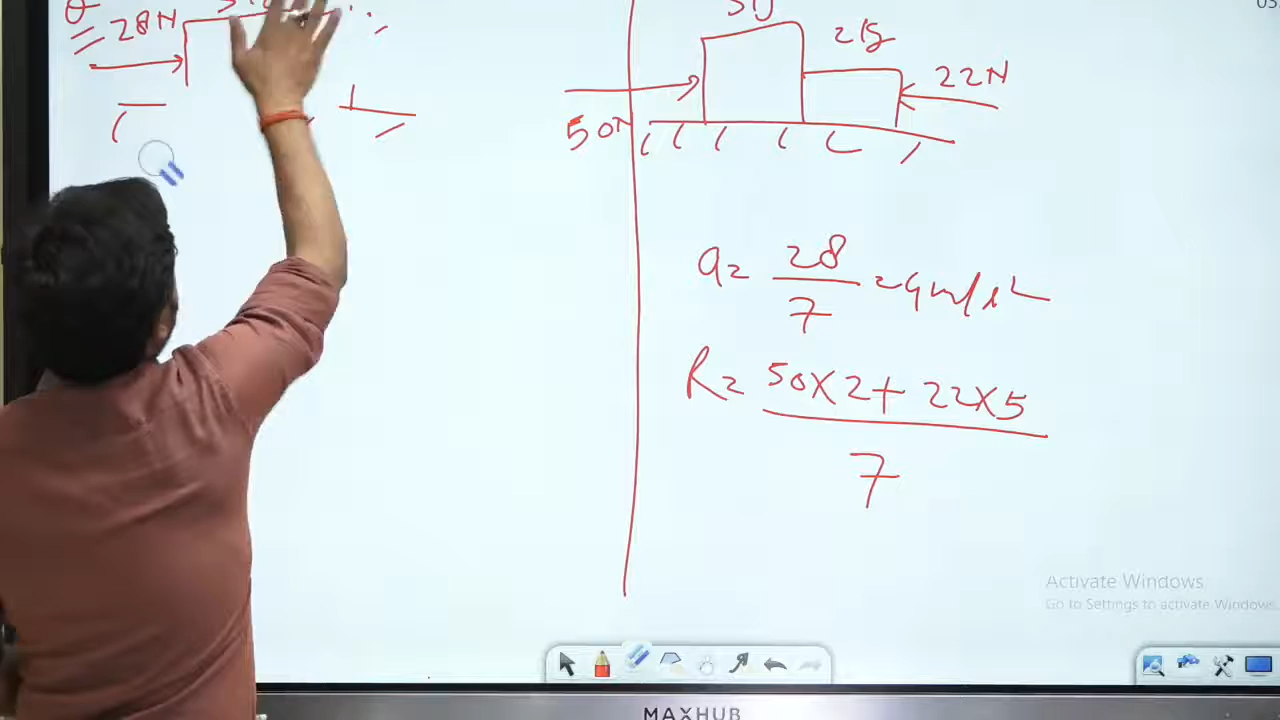 28N
2kg
22N
50N
a = 28/7 = 4m/s²
R = 50×2+22×5
7
Activate Windows
Go to Settings to activate Windows.
MAXHUB